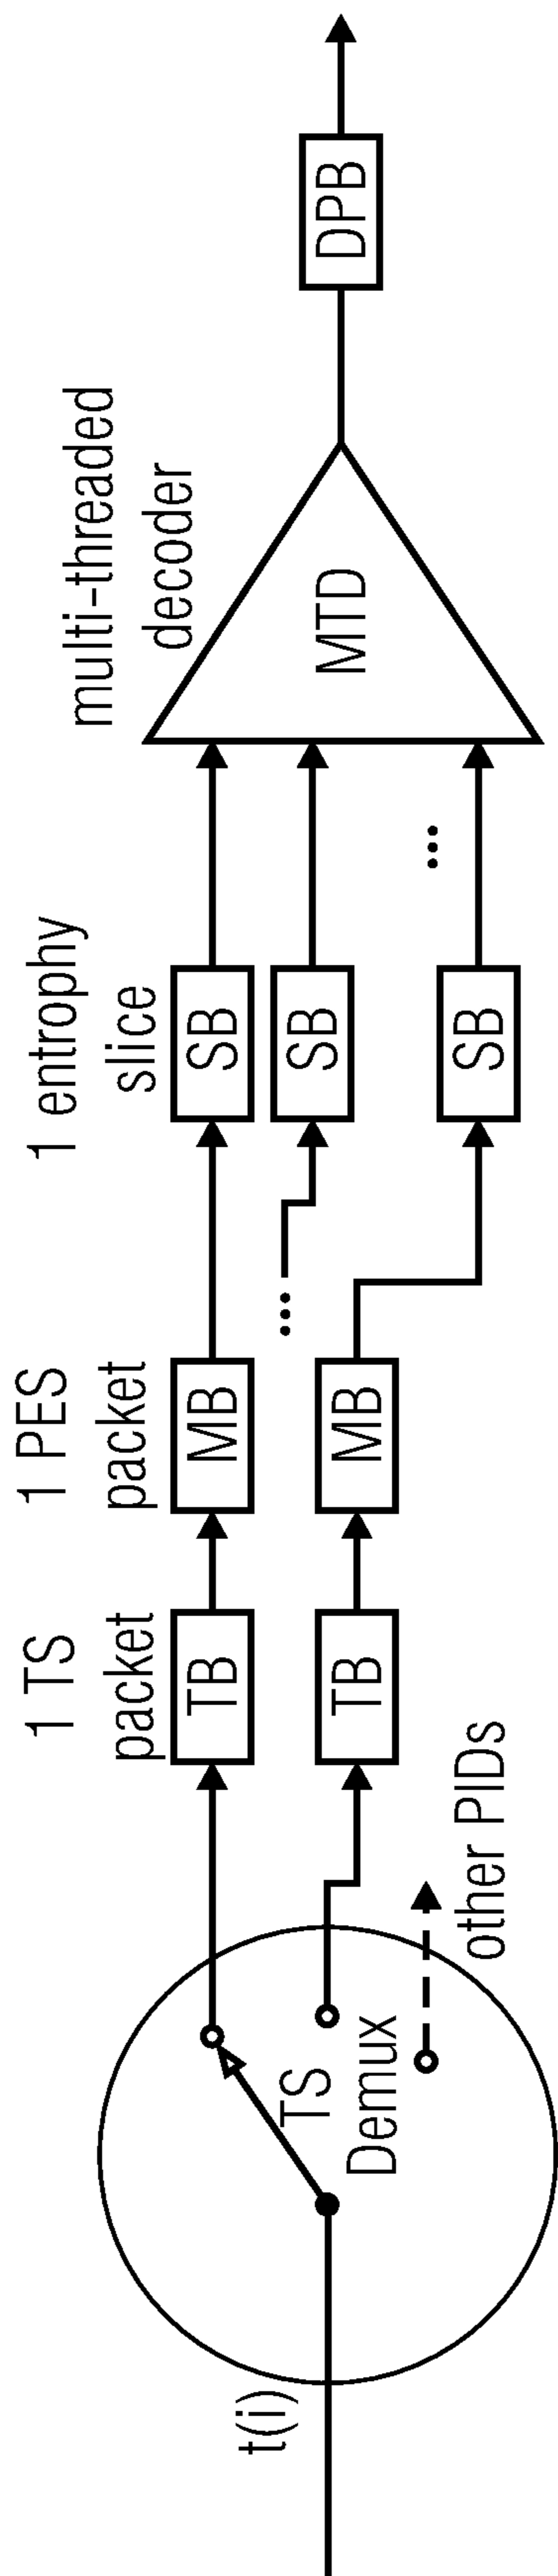 t(i)
TS
Demux
other PIDs
1 TS
packet
TB
TB
1 PES
packet
MB
MB
...
1 entrophy
slice
SB
SB
SB
...
multi-threaded
decoder
MTD
DPB